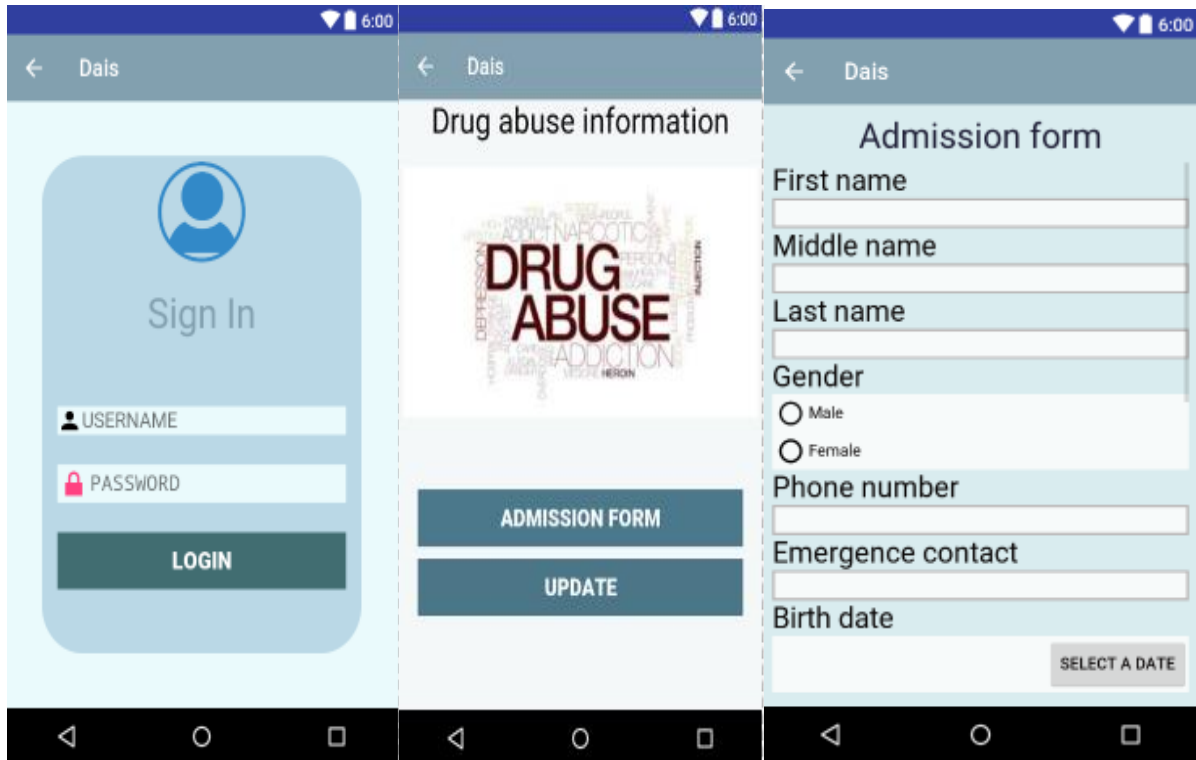 6:00
Dais
Sign In
USERNAME
PASSWORD
LOGIN
6:00
Dais
Drug abuse information
ADDICT NARCOTIC
DEPRESSION
DRUG
ABUSE
ADDICTION
HEROIN
ADMISSION FORM
UPDATE
6:00
Dais
Admission form
First name
Middle name
Last name
Gender
Male
Female
Phone number
Emergence contact
Birth date
SELECT A DATE